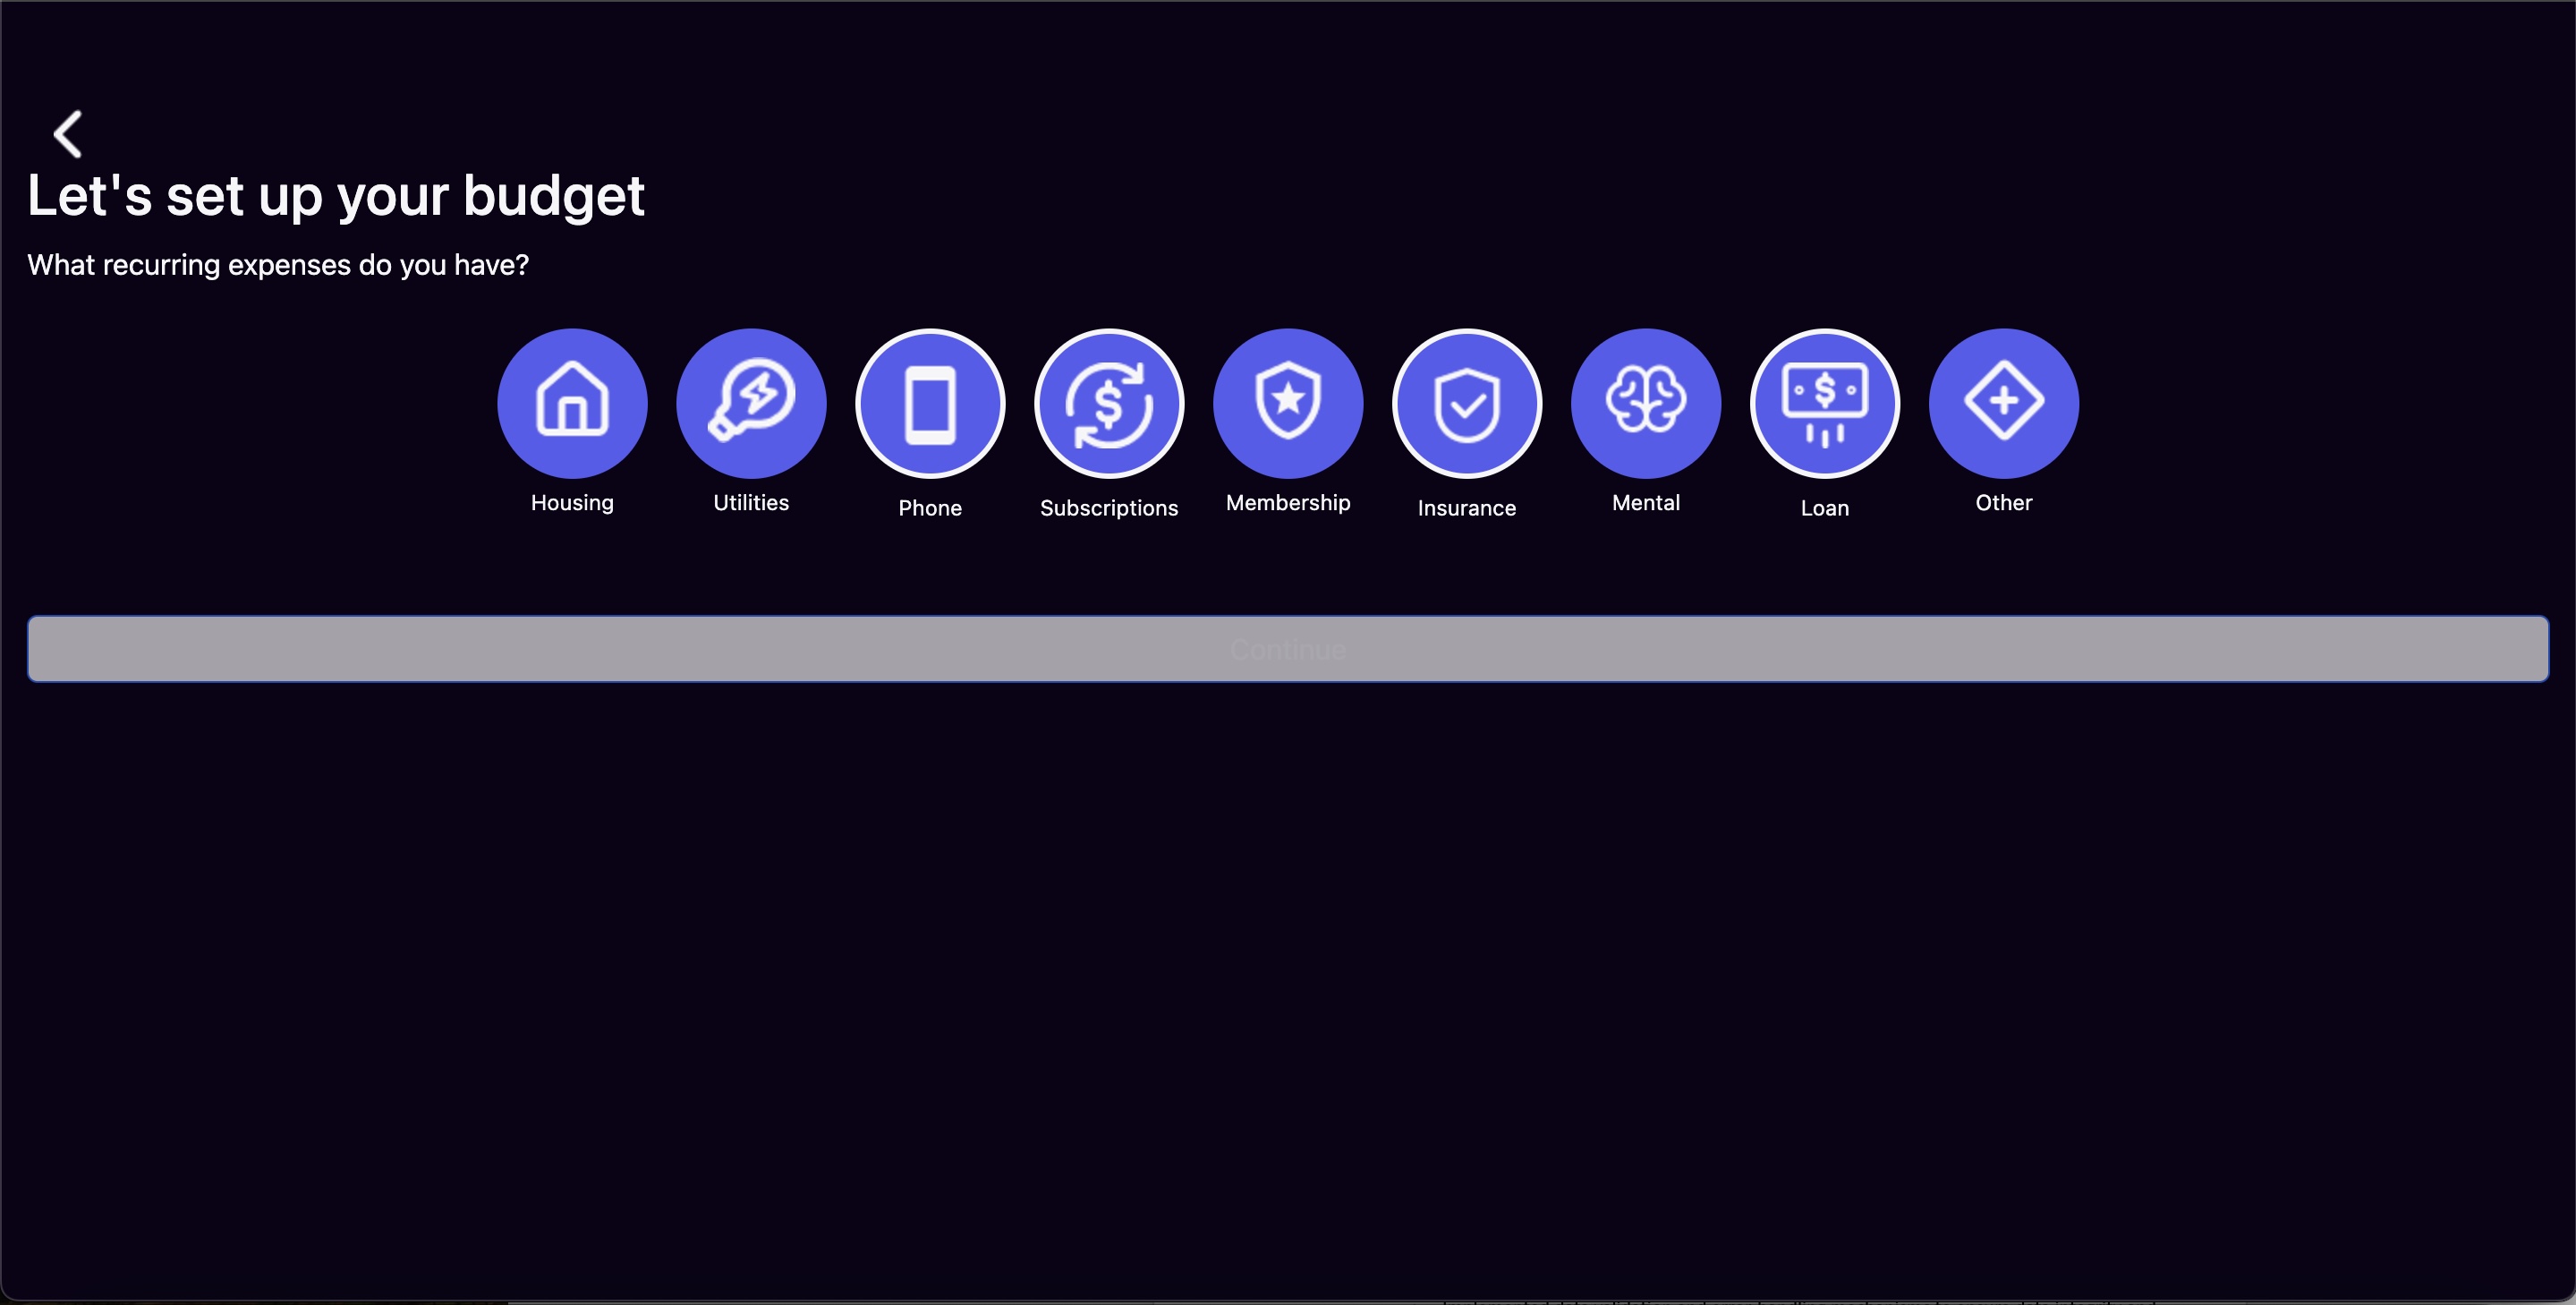 Let's set up your budget
What recurring expenses do you have?
Housing Utilities Phone Subscriptions Membership Insurance Mental Loan Other
Continue